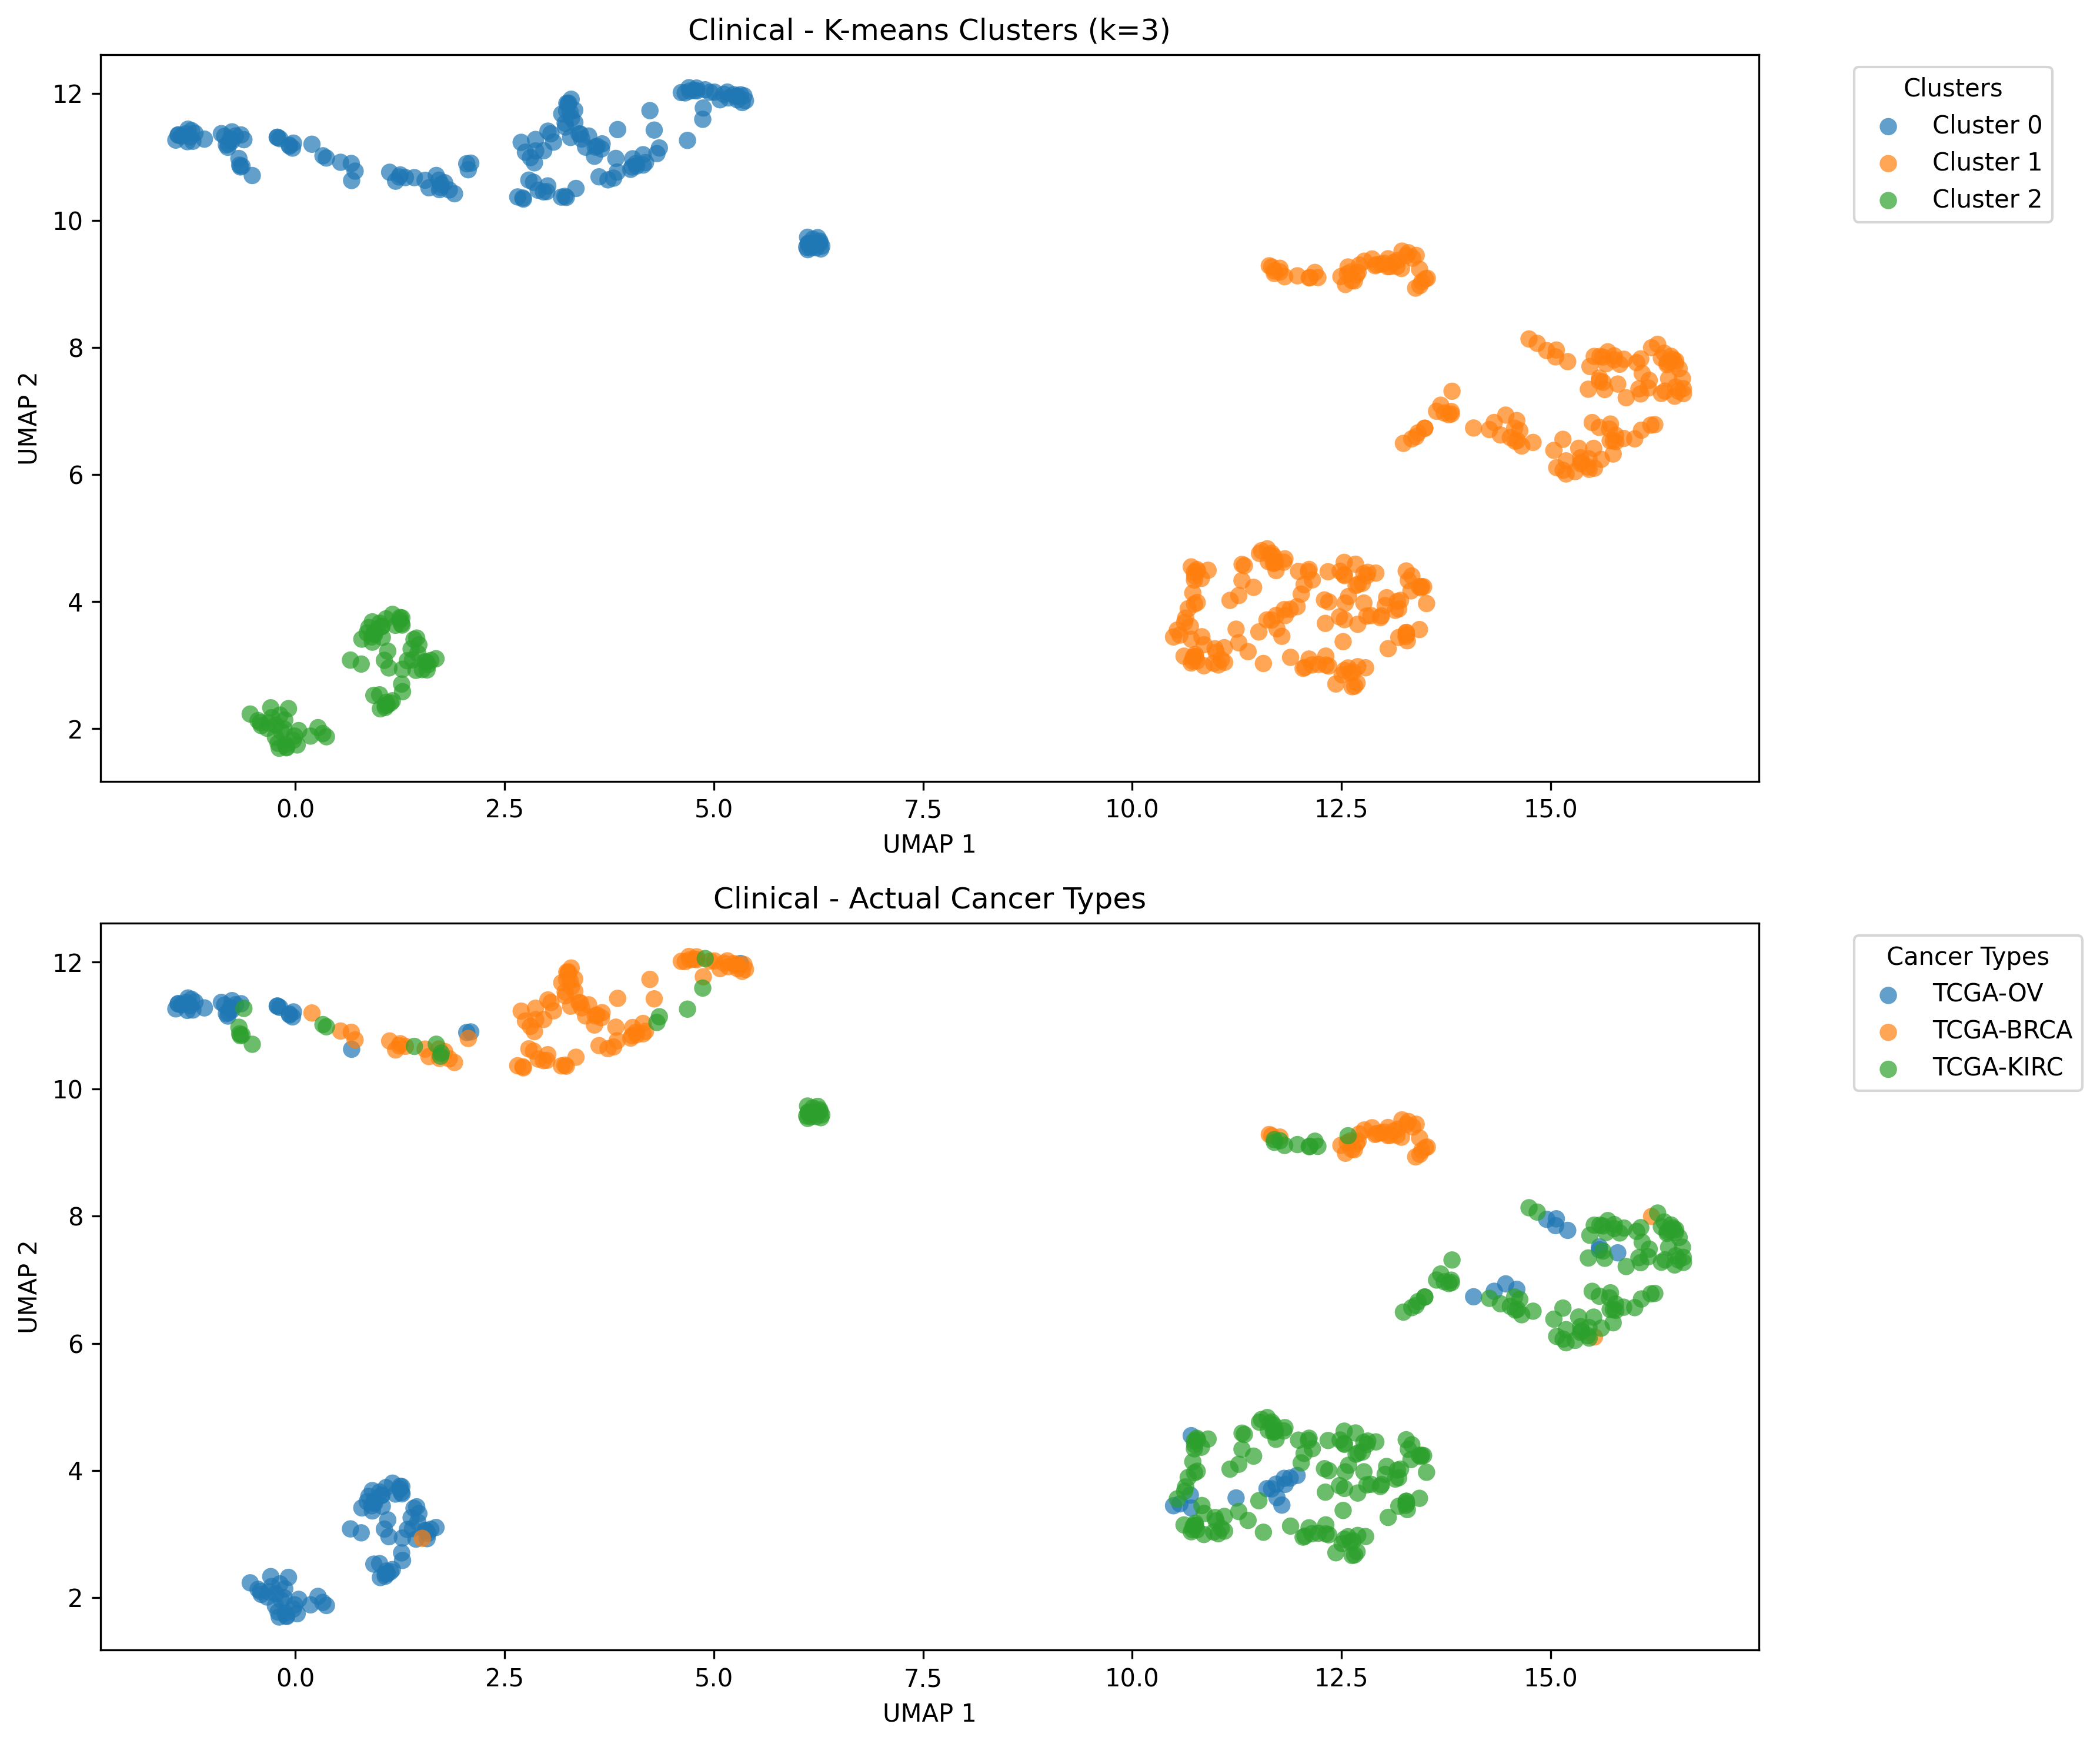 Clinical - K-means Clusters (k=3)
Clusters
Cluster 0
Cluster 1
Cluster 2
UMAP 2
12
10
8
6
4
2
0.0 2.5 5.0 7.5 10.0 12.5 15.0
UMAP 1
Clinical - Actual Cancer Types
Cancer Types
TCGA-OV
TCGA-BRCA
TCGA-KIRC
UMAP 2
12
10
8
6
4
2
0.0 2.5 5.0 7.5 10.0 12.5 15.0
UMAP 1